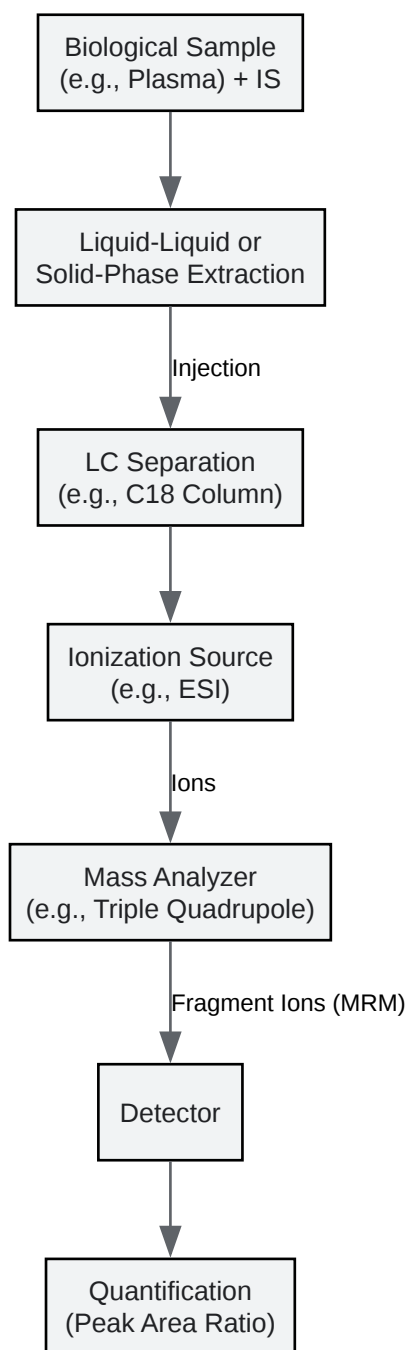 Biological Sample
(e.g., Plasma) + IS
Liquid-Liquid or
Solid-Phase Extraction
Injection
LC Separation
(e.g., C18 Column)
Ionization Source
(e.g., ESI)
Ions
Mass Analyzer
(e.g., Triple Quadrupole)
Fragment Ions (MRM)
Detector
Quantification
(Peak Area Ratio)